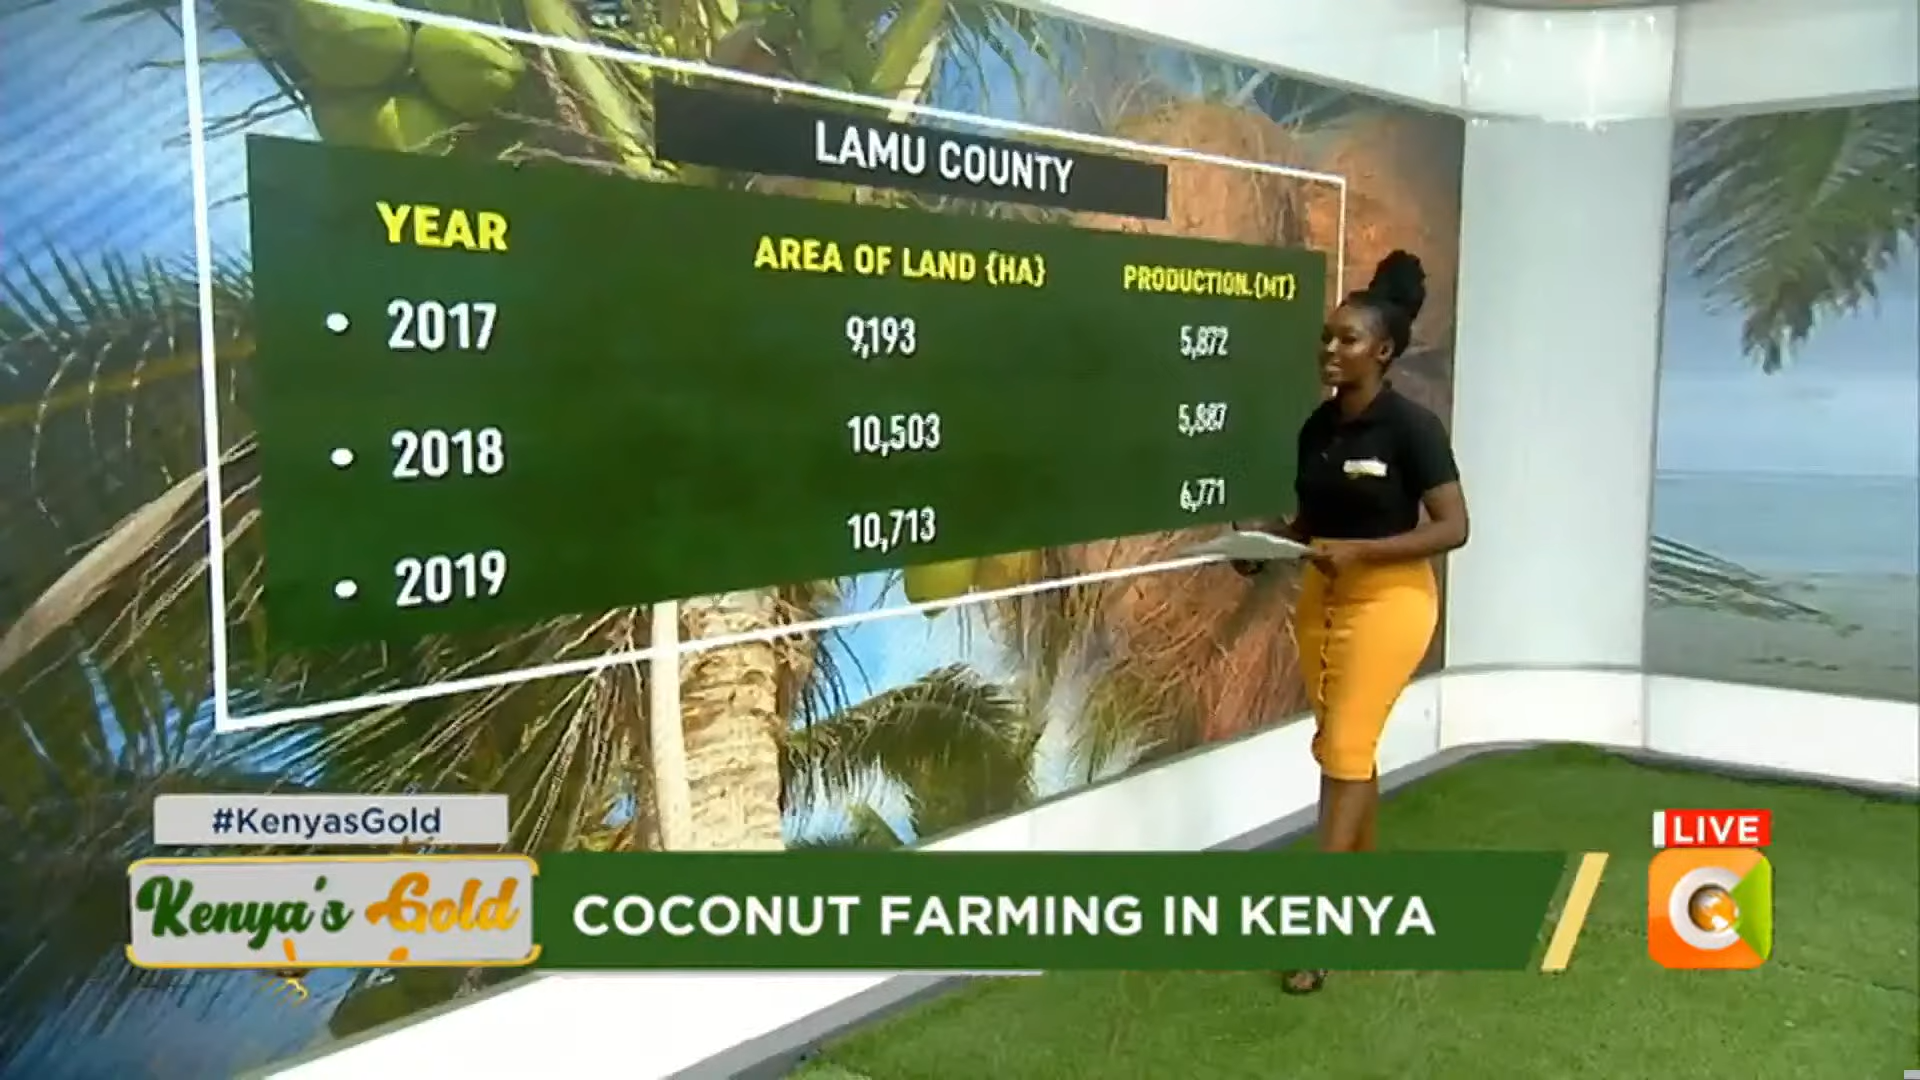 LAMU COUNTY
YEAR AREA OF LAND {HA} PRODUCTION.{MT}
2017 9,193 5,872
2018 10,503 5,887
2019 10,713 6,771
#KenyasGold
Kenya's Gold
COCONUT FARMING IN KENYA
LIVE